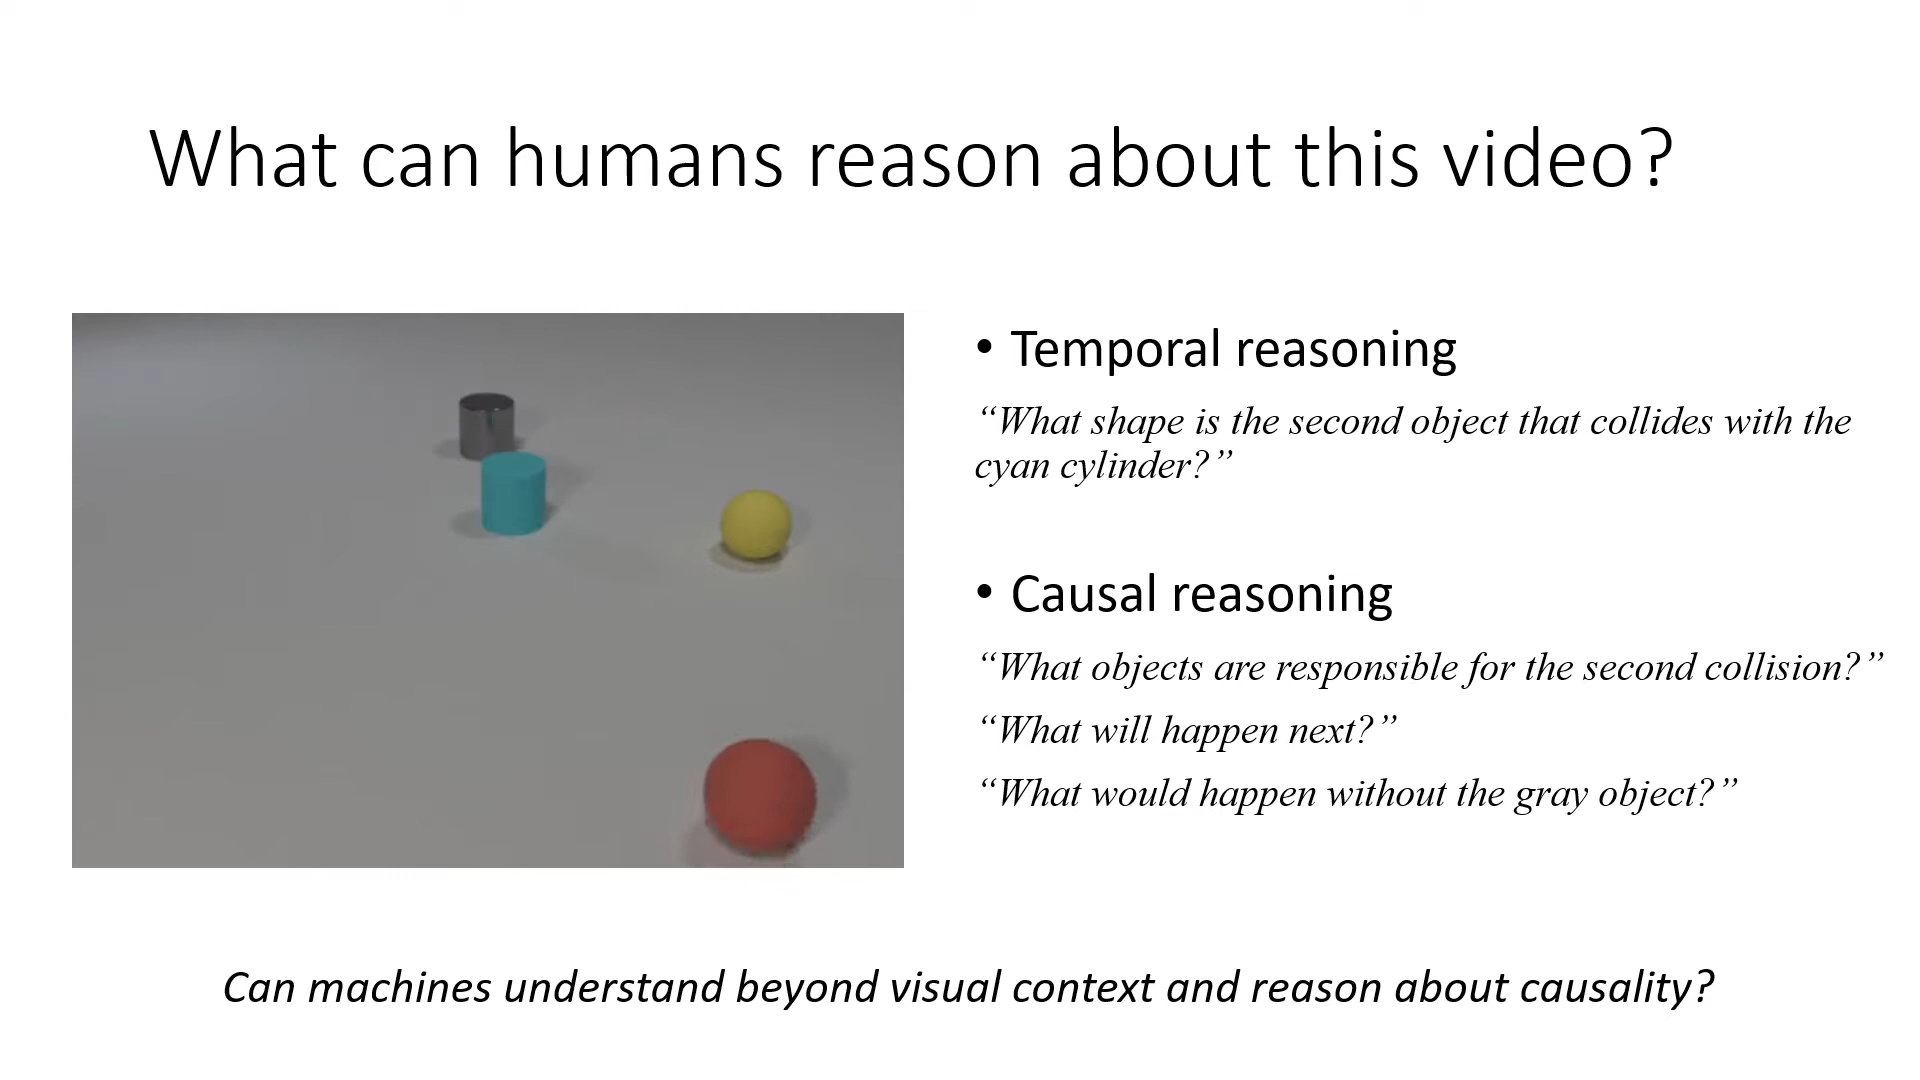 What can humans reason about this video?
• Temporal reasoning
“What shape is the second object that collides with the
cyan cylinder?”
• Causal reasoning
“What objects are responsible for the second collision?”
“What will happen next?”
“What would happen without the gray object?”
Can machines understand beyond visual context and reason about causality?